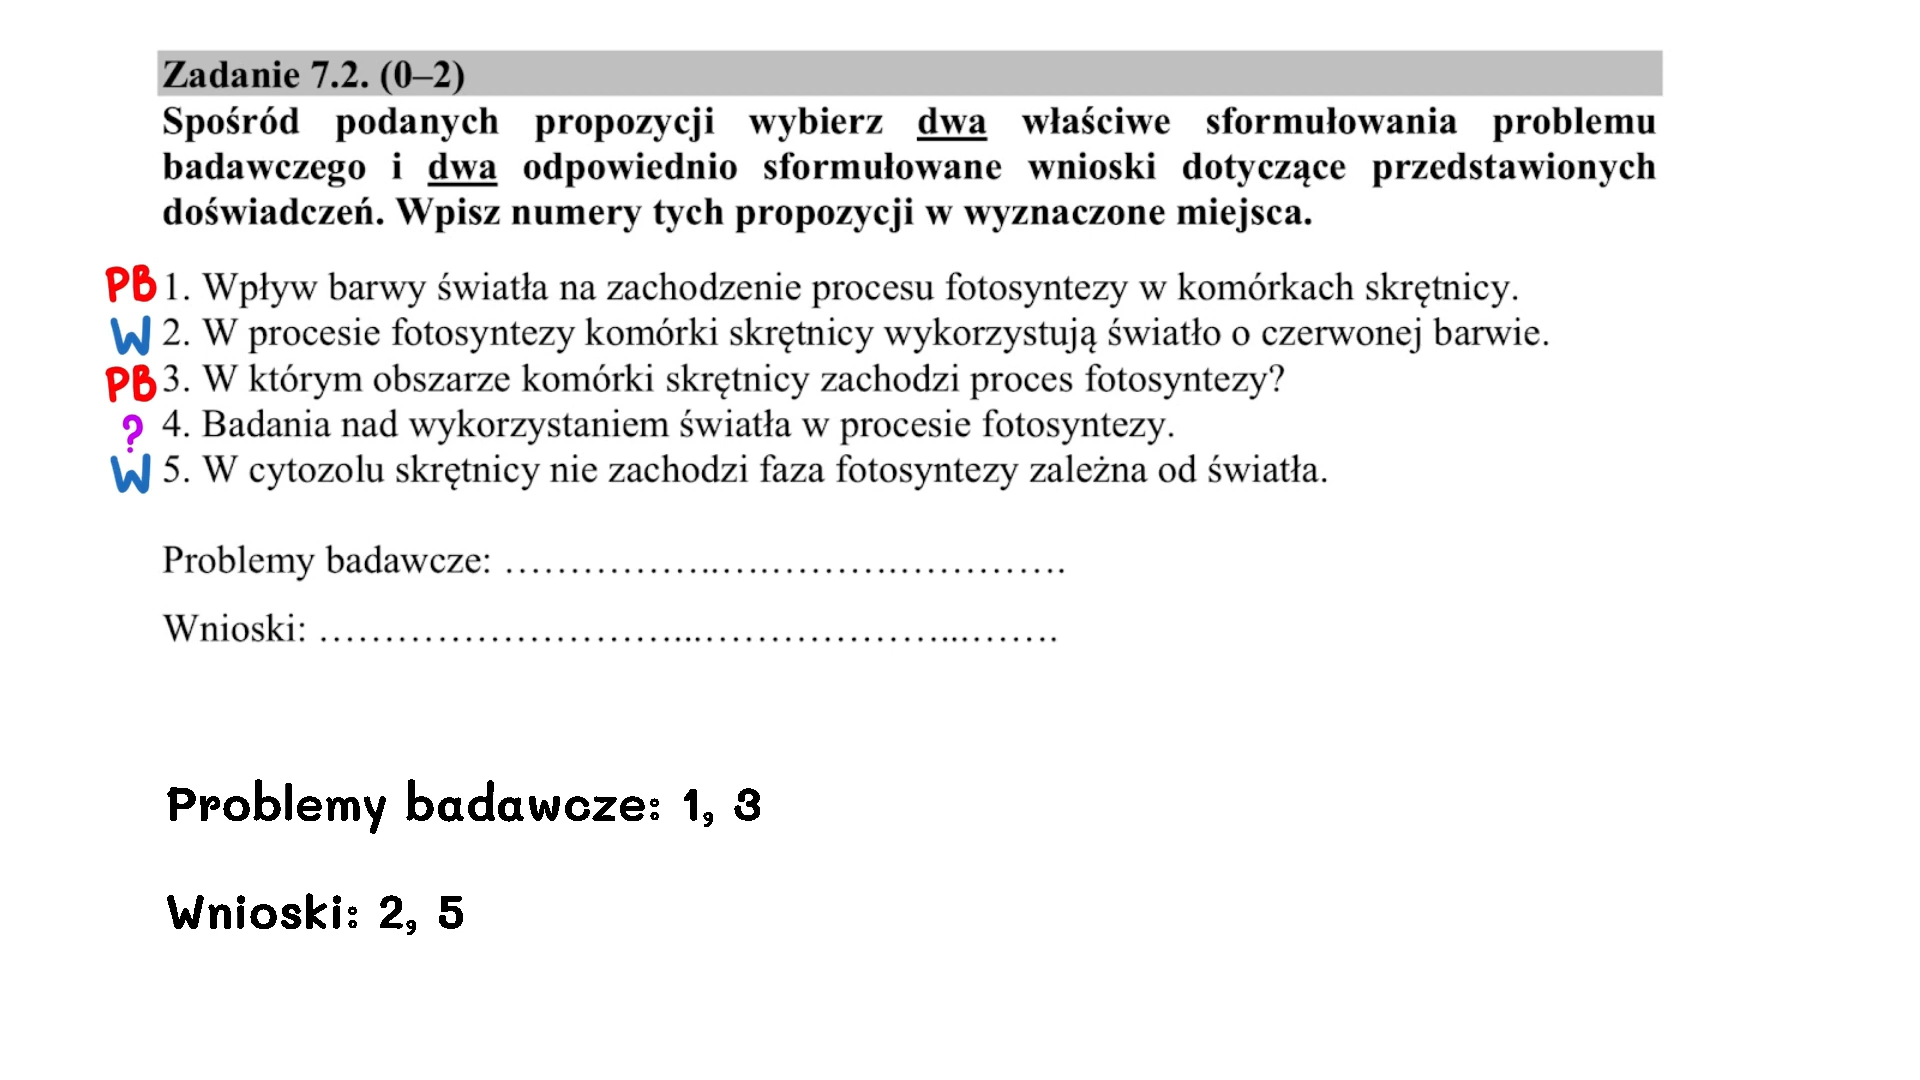 Zadanie 7.2. (0–2)
Spośród podanych propozycji wybierz dwa właściwe sformułowania problemu
badawczego i dwa odpowiednio sformułowane wnioski dotyczące przedstawionych
doświadczeń. Wpisz numery tych propozycji w wyznaczone miejsca.
PB 1. Wpływ barwy światła na zachodzenie procesu fotosyntezy w komórkach skrętnicy.
W 2. W procesie fotosyntezy komórki skrętnicy wykorzystują światło o czerwonej barwie.
PB 3. W którym obszarze komórki skrętnicy zachodzi proces fotosyntezy?
? 4. Badania nad wykorzystaniem światła w procesie fotosyntezy.
W 5. W cytozolu skrętnicy nie zachodzi faza fotosyntezy zależna od światła.
Problemy badawcze: ……………………………………………
Wnioski: ……………………………………………………………
Problemy badawcze: 1, 3
Wnioski: 2, 5